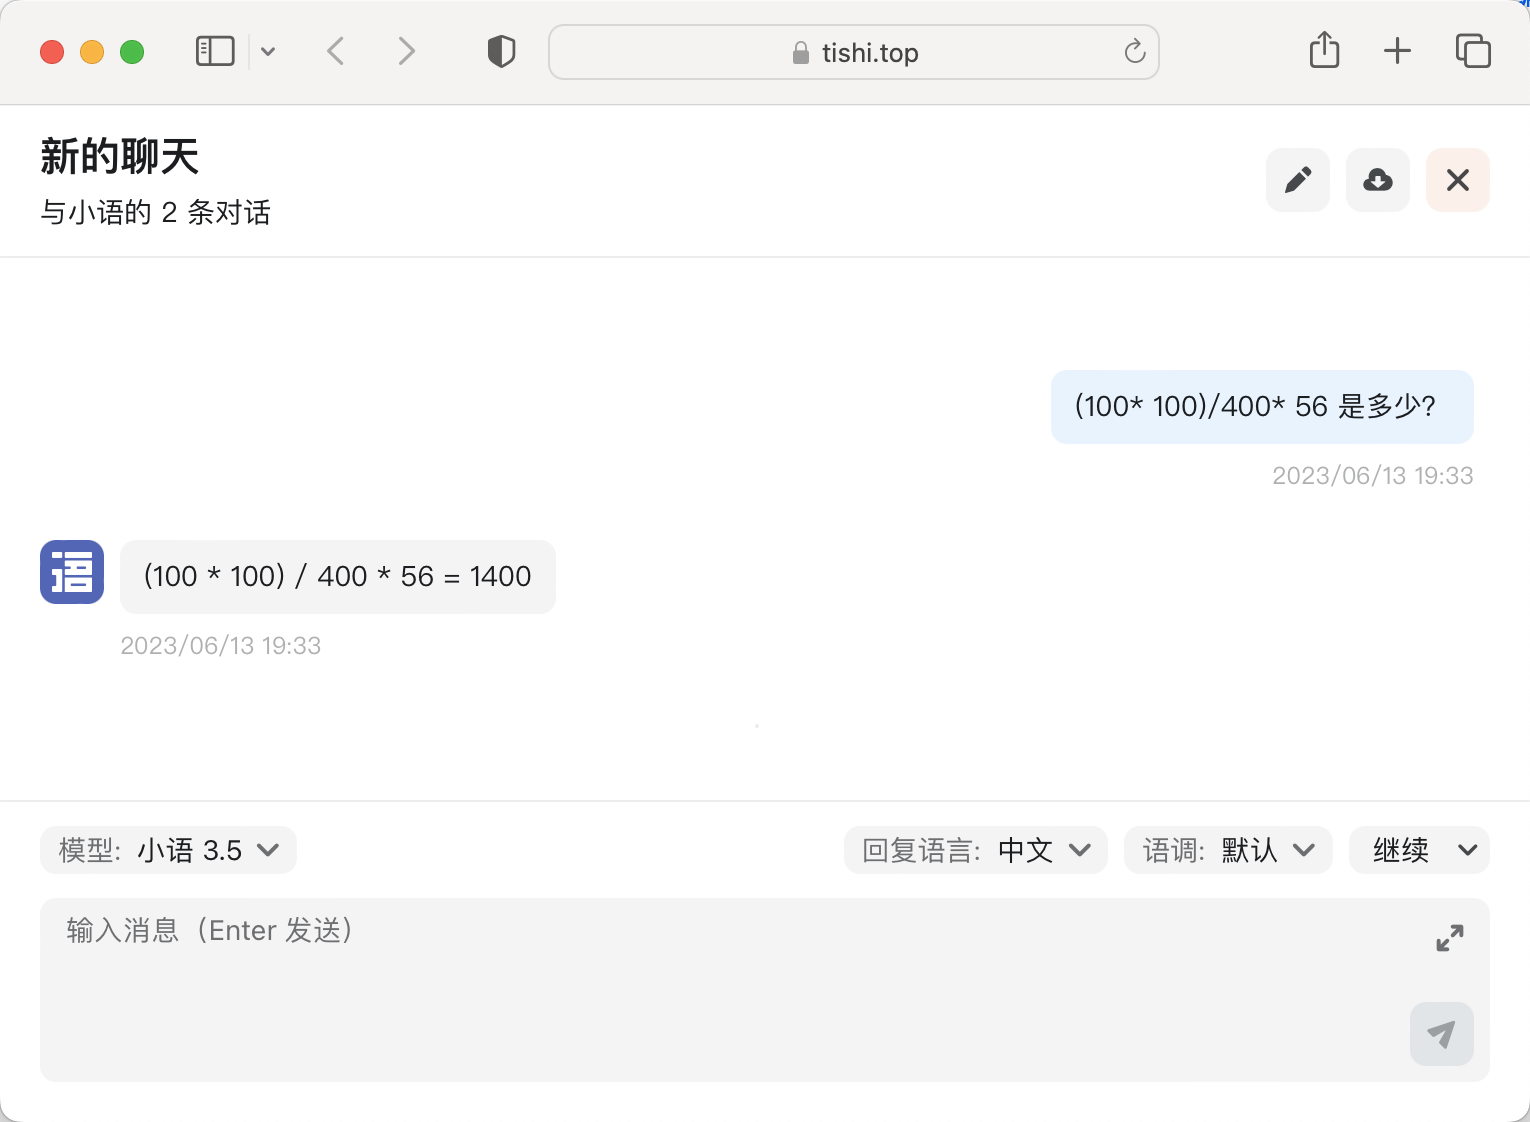 tishi.top
新的聊天
与小语的 2 条对话
(100* 100)/400* 56 是多少?
2023/06/13 19:33
语
(100 * 100) / 400 * 56 = 1400
2023/06/13 19:33
模型: 小语 3.5
回复语言: 中文
语调: 默认
继续
输入消息（Enter 发送）